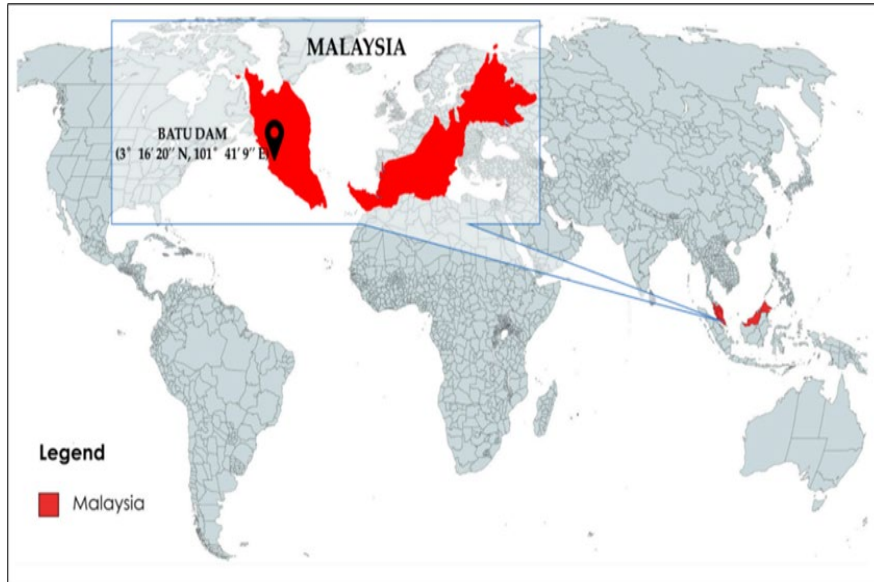 MALAYSIA
BATU DAM
(3° 16′ 20″ N, 101° 41′ 9″ E
Legend
Malaysia